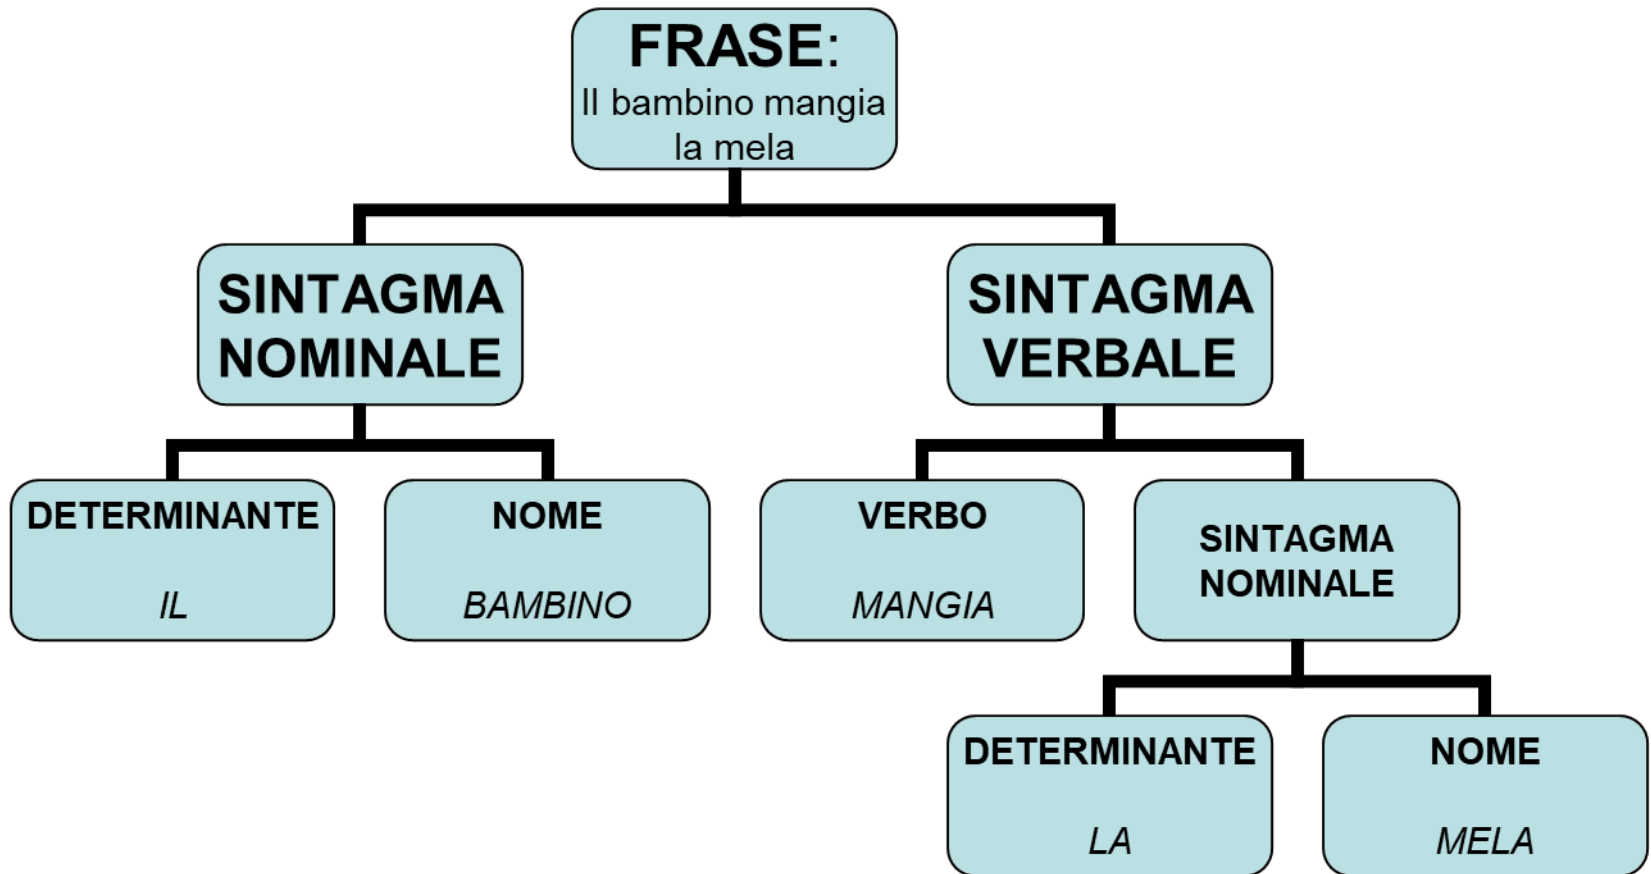 FRASE:
Il bambino mangia
la mela
SINTAGMA
NOMINALE
SINTAGMA
VERBALE
DETERMINANTE
IL
NOME
BAMBINO
VERBO
MANGIA
SINTAGMA
NOMINALE
DETERMINANTE
LA
NOME
MELA